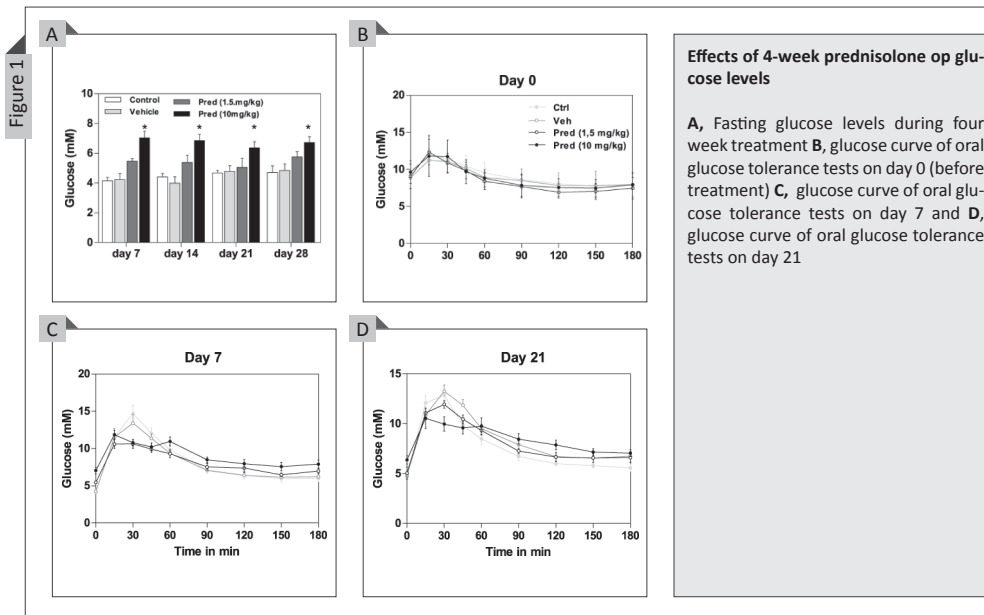 Figure 1
A
Glucose (mM)
10
8
6
4
2
0
Control
Vehicle
Pred (1.5.mg/kg)
Pred (10mg/kg)
* * * *
day 7 day 14 day 21 day 28
B
Day 0
Glucose (mM)
20
15
10
5
0
Ctrl
Veh
Pred (1,5 mg/kg)
Pred (10 mg/kg)
0 30 60 90 120 150 180
C
Day 7
Glucose (mM)
20
15
10
5
0
0 30 60 90 120 150 180
Time in min
D
Day 21
Glucose (mM)
15
10
5
0
0 30 60 90 120 150 180
Time in min
Effects of 4-week prednisolone op glu-
cose levels
A, Fasting glucose levels during four
week treatment B, glucose curve of oral
glucose tolerance tests on day 0 (before
treatment) C, glucose curve of oral glu-
cose tolerance tests on day 7 and D,
glucose curve of oral glucose tolerance
tests on day 21